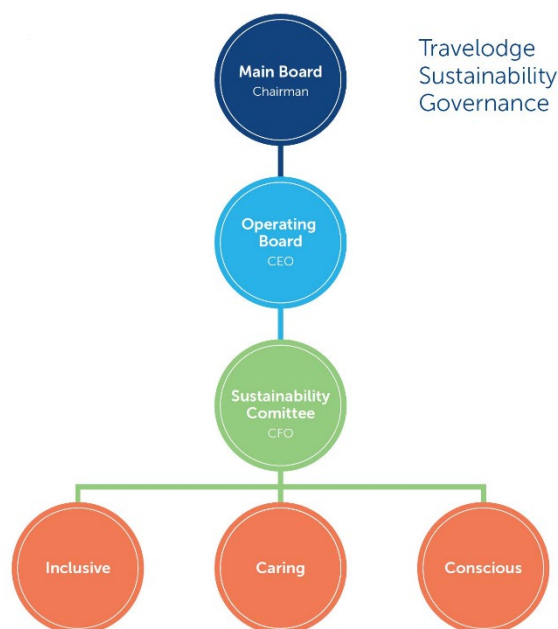 Travelodge
Sustainability
Governance
Main Board
Chairman
Operating
Board
CEO
Sustainability
Comittee
CFO
Inclusive
Caring
Conscious